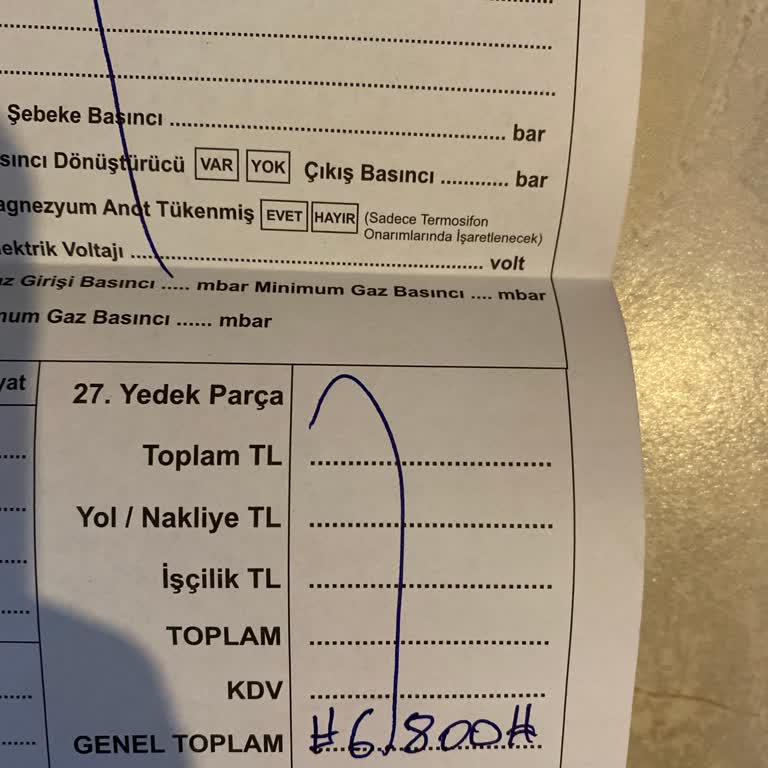 Şebeke Basıncı ........................................................ bar
sıncı Dönüştürücü VAR YOK Çıkış Basıncı ............ bar
agnezyum Anot Tükenmiş EVET HAYIR (Sadece Termosifon
Onarımlarında İşaretlenecek)
ektrik Voltajı ........................................................... volt
z Girişi Basıncı ..... mbar Minimum Gaz Basıncı .... mbar
num Gaz Basıncı ...... mbar
yat
27. Yedek Parça
Toplam TL ........................................
Yol / Nakliye TL ........................................
İşçilik TL ........................................
TOPLAM ........................................
KDV ........................................
GENEL TOPLAM #6,800#